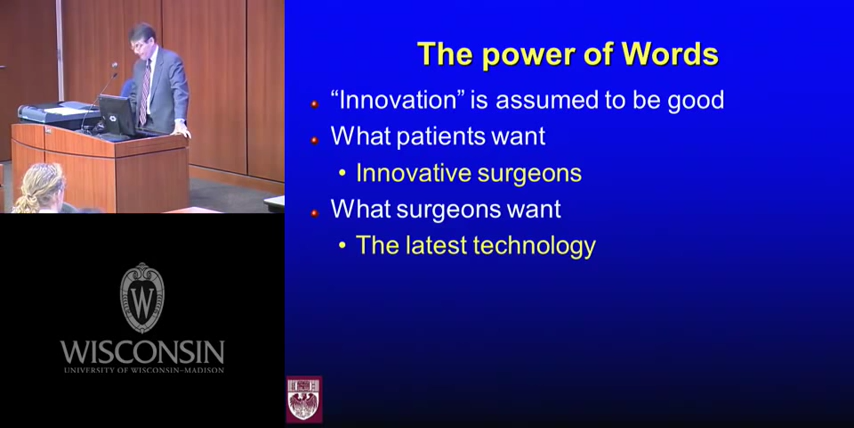 The power of Words
"Innovation" is assumed to be good
What patients want
• Innovative surgeons
What surgeons want
• The latest technology
W
WISCONSIN
UNIVERSITY OF WISCONSIN–MADISON